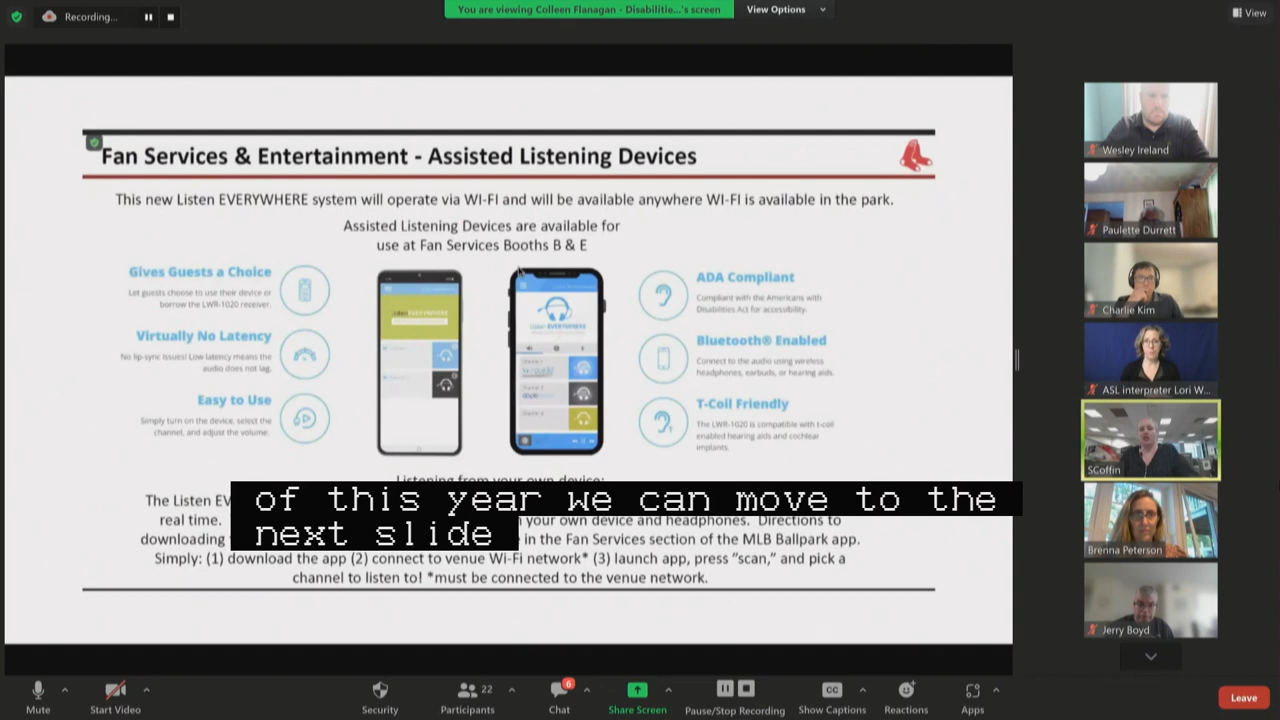 Recording...
You are viewing Colleen Flanagan - Disabilitie...'s screen
View Options
View
Fan Services & Entertainment - Assisted Listening Devices
This new Listen EVERYWHERE system will operate via WI-FI and will be available anywhere WI-FI is available in the park.
Assisted Listening Devices are available for
use at Fan Services Booths B & E
Gives Guests a Choice
Let guests choose to use their device or
borrow the LWR-1020 receiver.
Virtually No Latency
No lip-sync issues! Low latency means the
audio does not lag.
Easy to Use
Simply turn on the device, select the
channel, and adjust the volume.
Listen EVERYWHERE
ADA Compliant
Compliant with the Americans with
Disabilities Act for accessibility.
Bluetooth® Enabled
Connect to the audio using wireless
headphones, earbuds, or hearing aids.
T-Coil Friendly
The LWR-1020 is compatible with t-coil
enabled hearing aids and cochlear
implants.
Listening from your own device:
The Listen EV
real time. your own device and headphones. Directions to
downloading in the Fan Services section of the MLB Ballpark app.
Simply: (1) download the app (2) connect to venue Wi-Fi network* (3) launch app, press "scan," and pick a
channel to listen to! *must be connected to the venue network.
of this year we can move to the
next slide
Wesley Ireland
Paulette Durrett
Charlie Kim
ASL interpreter Lori W...
SCoffin
Brenna Peterson
Jerry Boyd
Mute
Start Video
Security
22
Participants
6
Chat
Share Screen
Pause/Stop Recording
CC
Show Captions
Reactions
Apps
Leave